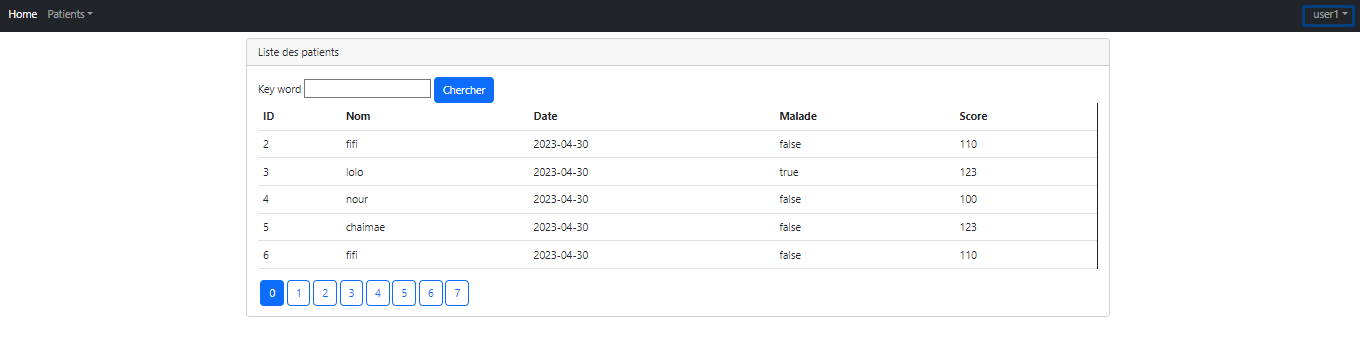 Home Patients user1
Liste des patients
Key word Chercher
ID Nom Date Malade Score
2 fifi 2023-04-30 false 110
3 lolo 2023-04-30 true 123
4 nour 2023-04-30 false 100
5 chaimae 2023-04-30 false 123
6 fifi 2023-04-30 false 110
0 1 2 3 4 5 6 7